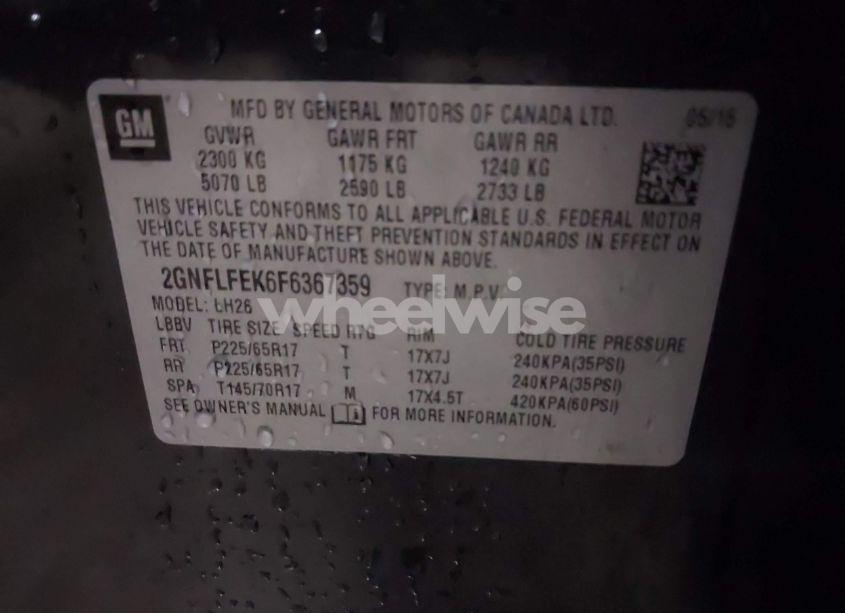 GM
MFD BY GENERAL MOTORS OF CANADA LTD. 05/15
GVWR GAWR FRT GAWR RR
2300 KG 1175 KG 1240 KG
5070 LB 2590 LB 2733 LB
THIS VEHICLE CONFORMS TO ALL APPLICABLE U.S. FEDERAL MOTOR
VEHICLE SAFETY AND THEFT PREVENTION STANDARDS IN EFFECT ON
THE DATE OF MANUFACTURE SHOWN ABOVE.
2GNFLFEK6F6367359 TYPE: M.P.V.
MODEL: LH26
wheelwise
LBBV TIRE SIZE SPEED RTG RIM COLD TIRE PRESSURE
FRT P225/65R17 T 17X7J 240KPA(35PSI)
RR P225/65R17 T 17X7J 240KPA(35PSI)
SPA T145/70R17 M 17X4.5T 420KPA(60PSI)
SEE OWNER'S MANUAL FOR MORE INFORMATION.